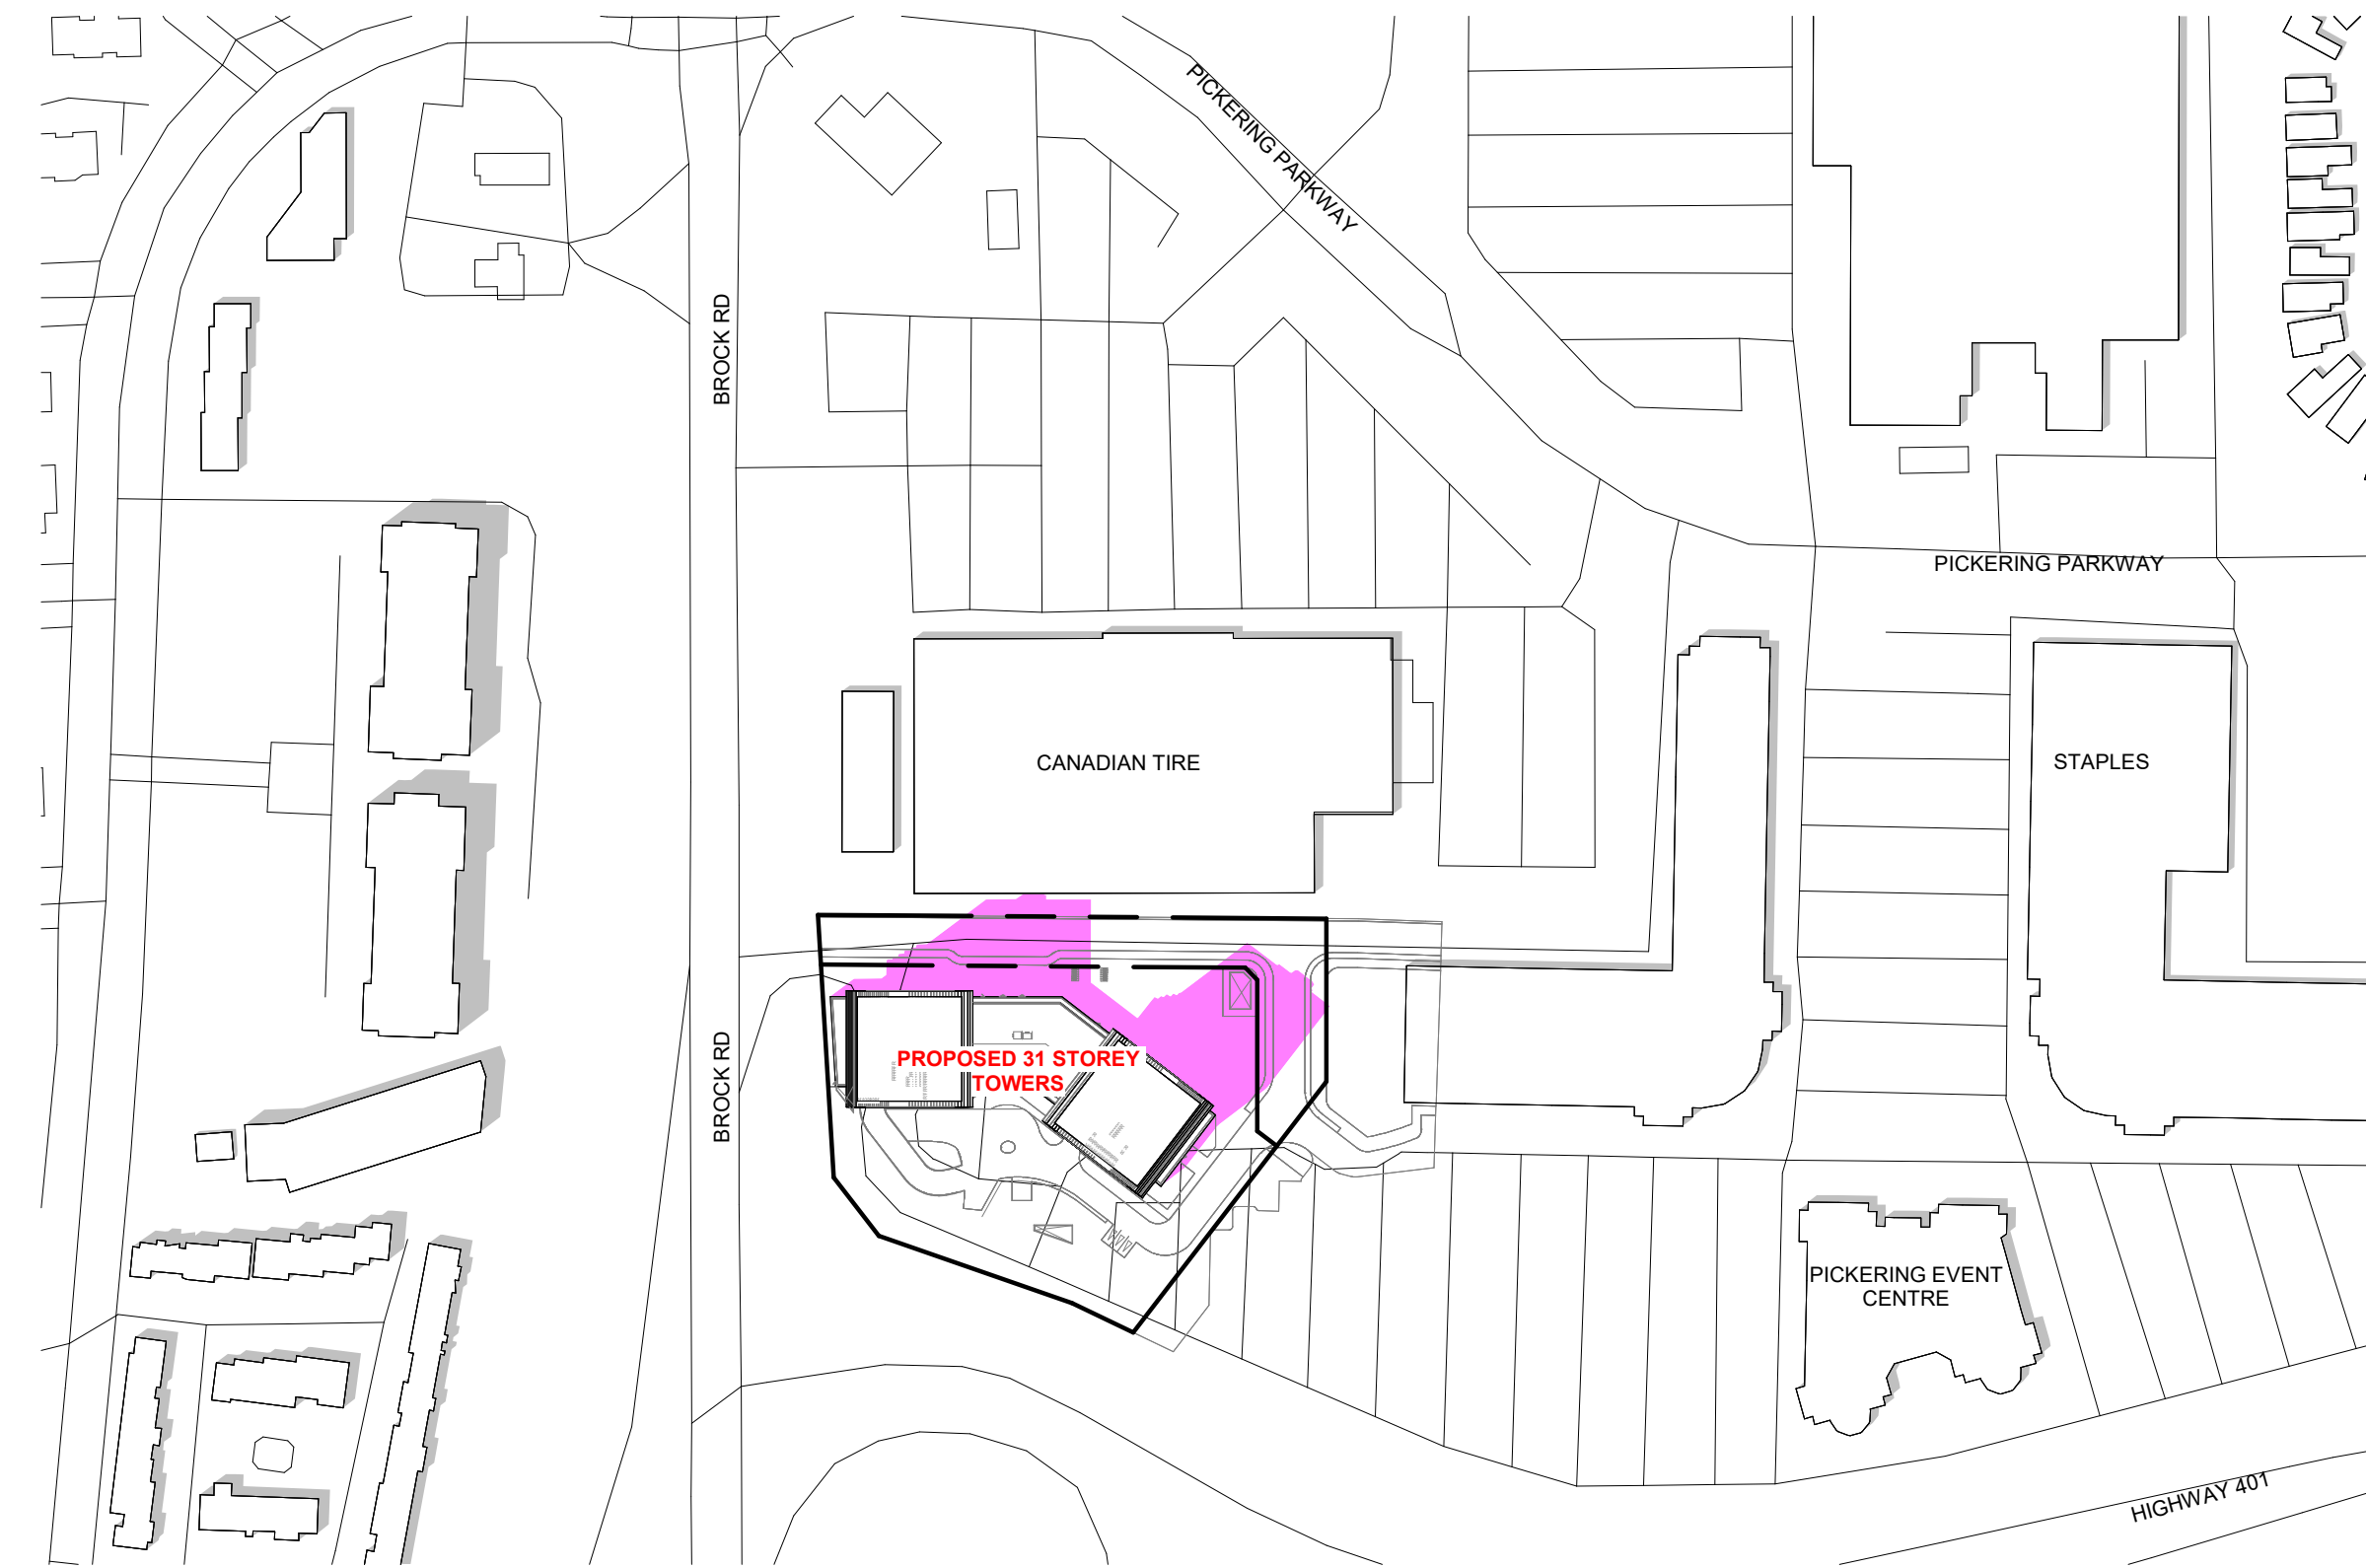 PICKERING PARKWAY
BROCK RD
PICKERING PARKWAY
CANADIAN TIRE
STAPLES
BROCK RD
PROPOSED 31 STOREY
TOWERS
PICKERING EVENT
CENTRE
HIGHWAY 401